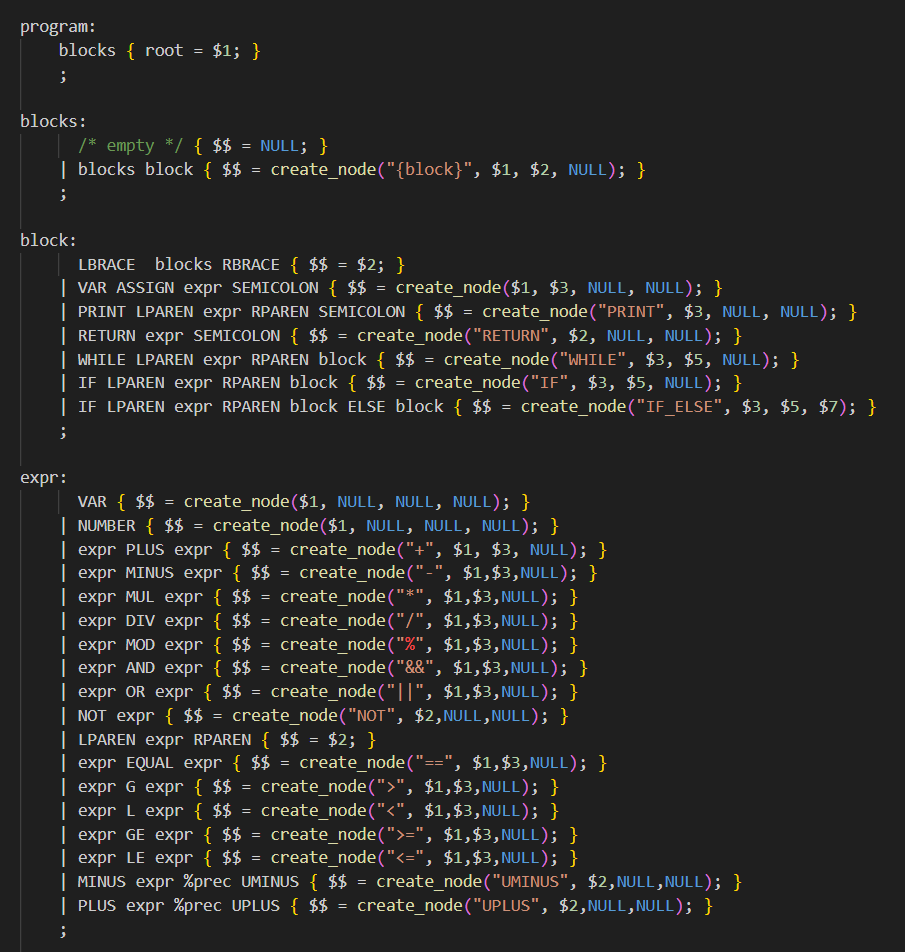 program:
    blocks { root = $1; }
    ;

blocks:
      /* empty */ { $$ = NULL; }
    | blocks block { $$ = create_node("{block}", $1, $2, NULL); }
    ;

block:
      LBRACE  blocks RBRACE { $$ = $2; }
    | VAR ASSIGN expr SEMICOLON { $$ = create_node($1, $3, NULL, NULL); }
    | PRINT LPAREN expr RPAREN SEMICOLON { $$ = create_node("PRINT", $3, NULL, NULL); }
    | RETURN expr SEMICOLON { $$ = create_node("RETURN", $2, NULL, NULL); }
    | WHILE LPAREN expr RPAREN block { $$ = create_node("WHILE", $3, $5, NULL); }
    | IF LPAREN expr RPAREN block { $$ = create_node("IF", $3, $5, NULL); }
    | IF LPAREN expr RPAREN block ELSE block { $$ = create_node("IF_ELSE", $3, $5, $7); }
    ;

expr:
      VAR { $$ = create_node($1, NULL, NULL, NULL); }
    | NUMBER { $$ = create_node($1, NULL, NULL, NULL); }
    | expr PLUS expr { $$ = create_node("+", $1, $3, NULL); }
    | expr MINUS expr { $$ = create_node("-", $1,$3,NULL); }
    | expr MUL expr { $$ = create_node("*", $1,$3,NULL); }
    | expr DIV expr { $$ = create_node("/", $1,$3,NULL); }
    | expr MOD expr { $$ = create_node("%", $1,$3,NULL); }
    | expr AND expr { $$ = create_node("&&", $1,$3,NULL); }
    | expr OR expr { $$ = create_node("||", $1,$3,NULL); }
    | NOT expr { $$ = create_node("NOT", $2,NULL,NULL); }
    | LPAREN expr RPAREN { $$ = $2; }
    | expr EQUAL expr { $$ = create_node("==", $1,$3,NULL); }
    | expr G expr { $$ = create_node(">", $1,$3,NULL); }
    | expr L expr { $$ = create_node("<", $1,$3,NULL); }
    | expr GE expr { $$ = create_node(">=", $1,$3,NULL); }
    | expr LE expr { $$ = create_node("<=", $1,$3,NULL); }
    | MINUS expr %prec UMINUS { $$ = create_node("UMINUS", $2,NULL,NULL); }
    | PLUS expr %prec UPLUS { $$ = create_node("UPLUS", $2,NULL,NULL); }
    ;